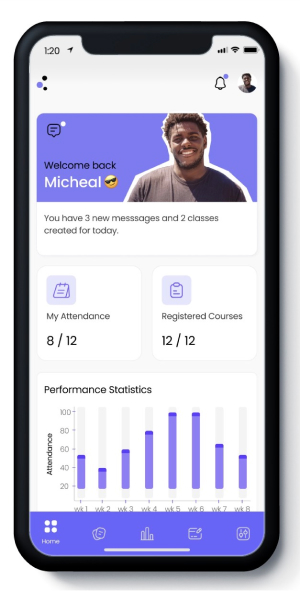 1:20
Welcome back
Micheal 😎
You have 3 new messsages and 2 classes
created for today.
My Attendance
8 / 12
Registered Courses
12 / 12
Performance Statistics
Attendance
100
80
60
40
20
wk 1 wk 2 wk 3 wk 4 wk 5 wk 6 wk 7 wk 8
Home